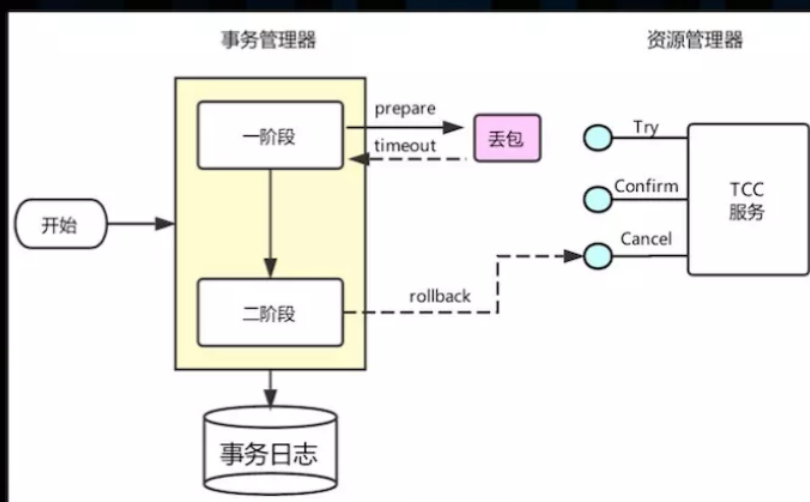 事务管理器
资源管理器
一阶段
prepare
timeout
丢包
Try
Confirm
Cancel
TCC
服务
开始
二阶段
rollback
事务日志